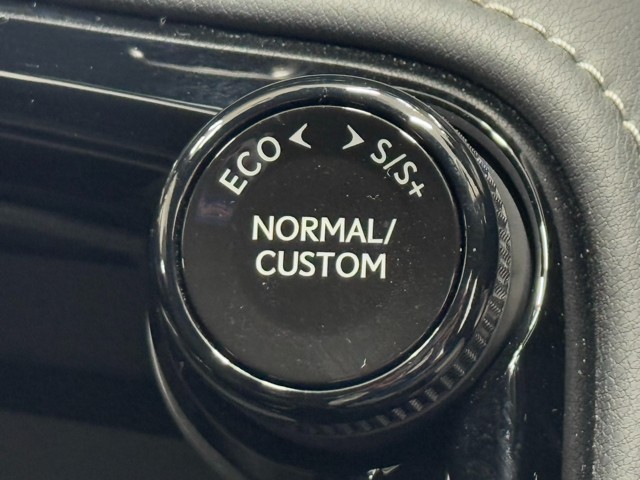 ECO < > S/S+
NORMAL/
CUSTOM